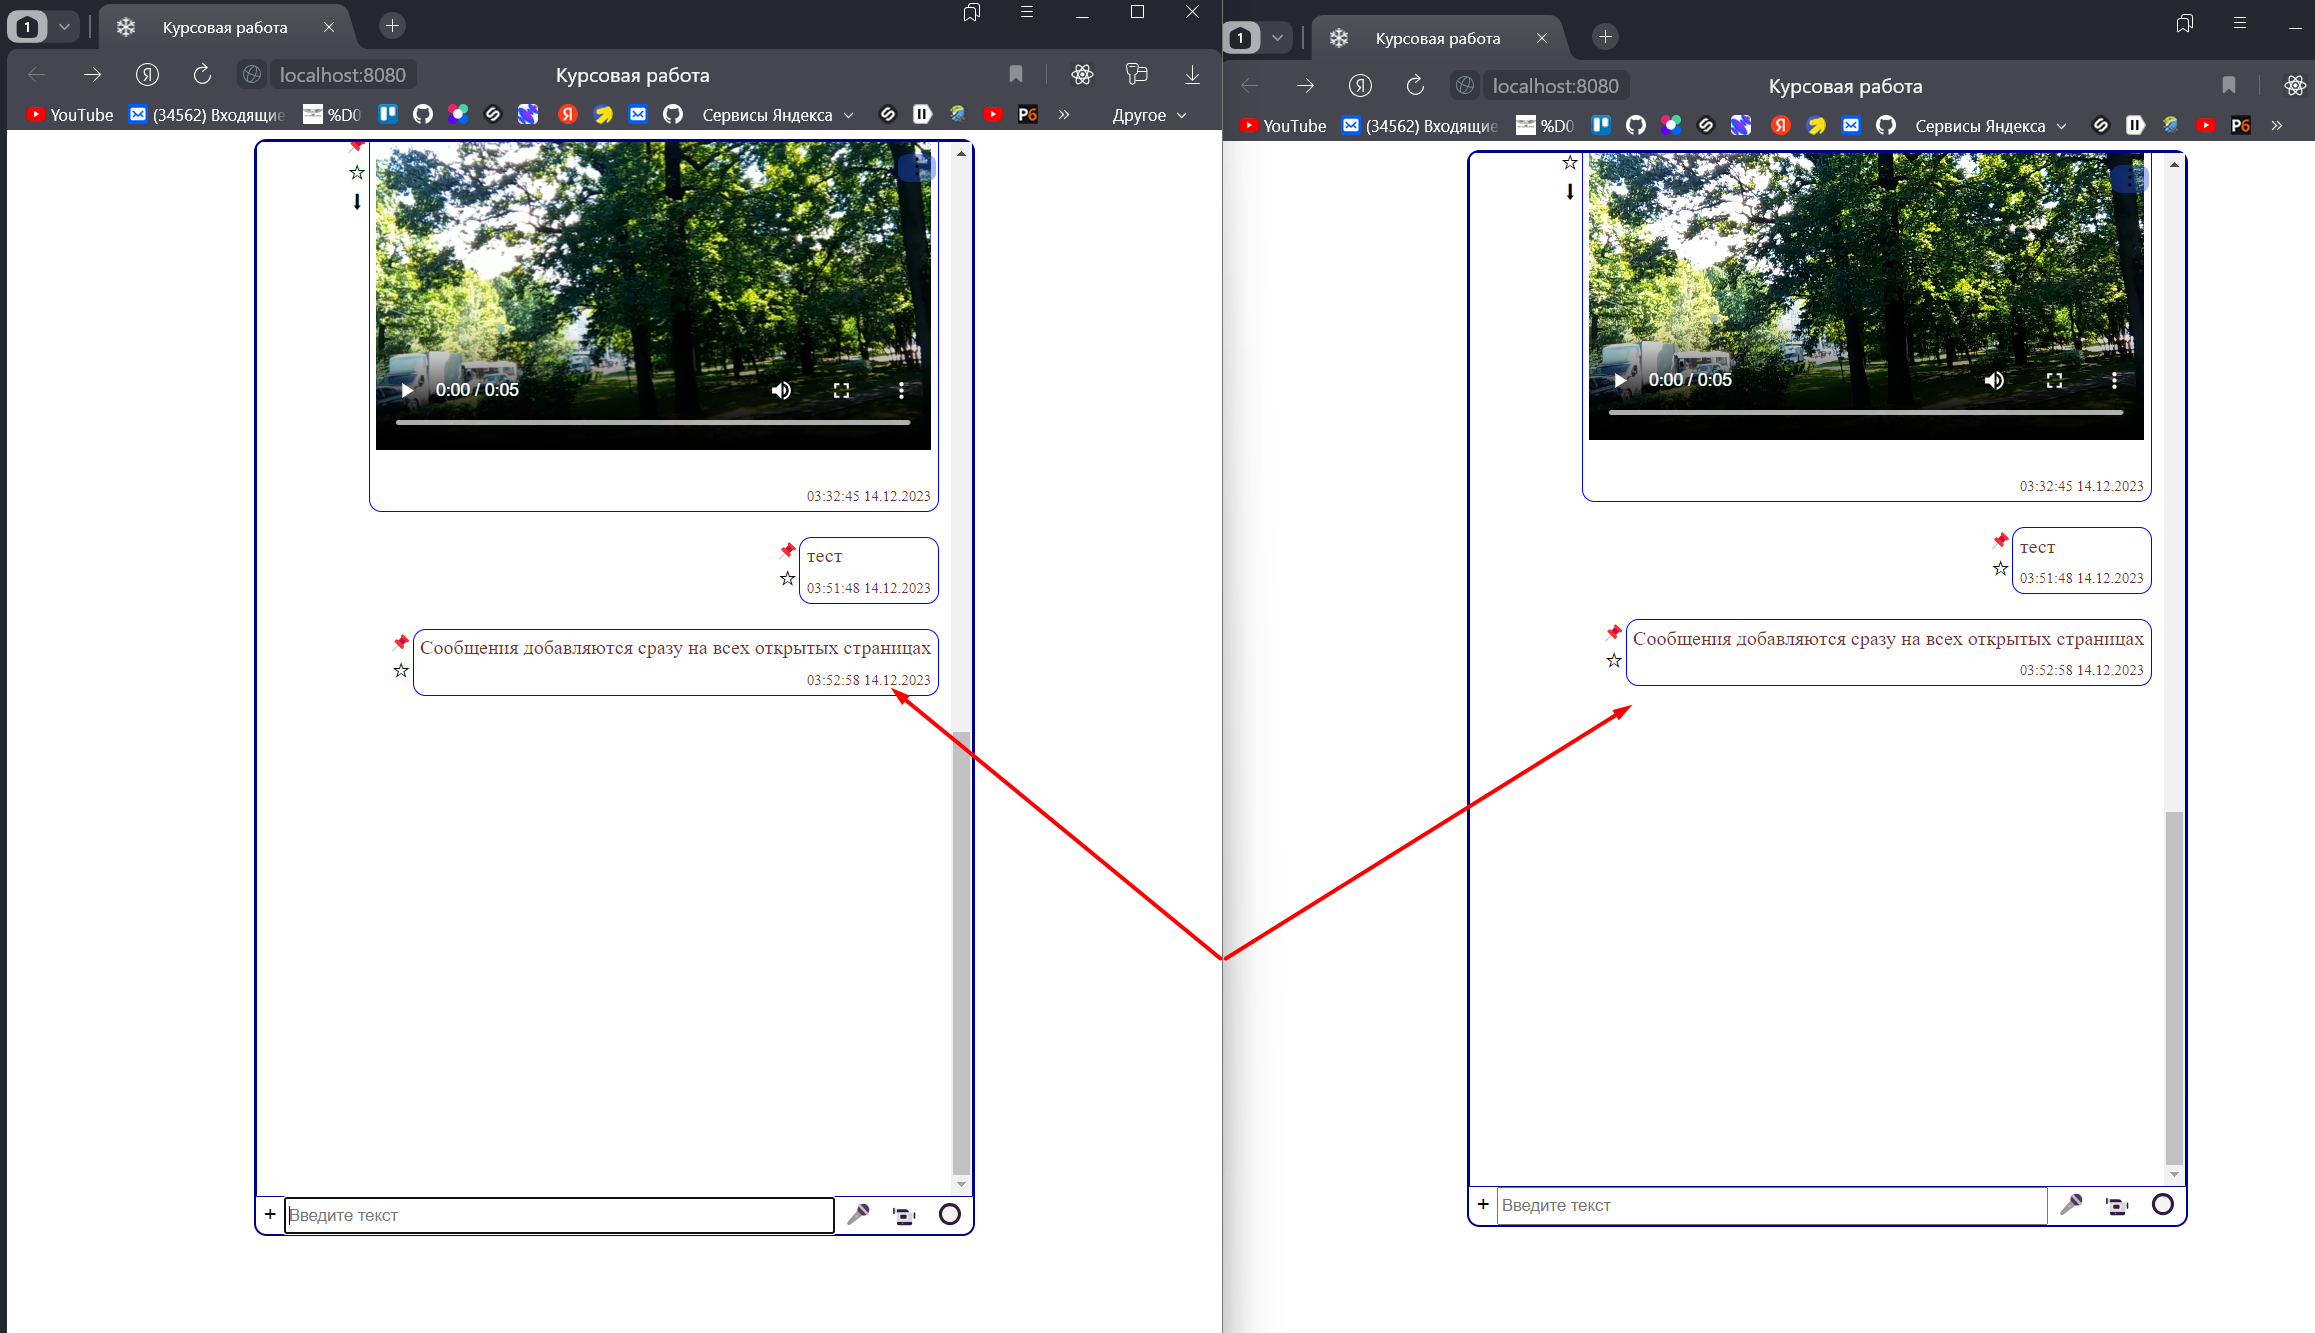 1
Курсовая работа
localhost:8080
Курсовая работа
YouTube
(34562) Входящие
%D0
Сервисы Яндекса
P6
Другое
0:00 / 0:05
03:32:45 14.12.2023
тест
03:51:48 14.12.2023
Сообщения добавляются сразу на всех открытых страницах
03:52:58 14.12.2023
+
Введите текст
1
Курсовая работа
localhost:8080
Курсовая работа
YouTube
(34562) Входящие
%D0
Сервисы Яндекса
P6
0:00 / 0:05
03:32:45 14.12.2023
тест
03:51:48 14.12.2023
Сообщения добавляются сразу на всех открытых страницах
03:52:58 14.12.2023
+
Введите текст